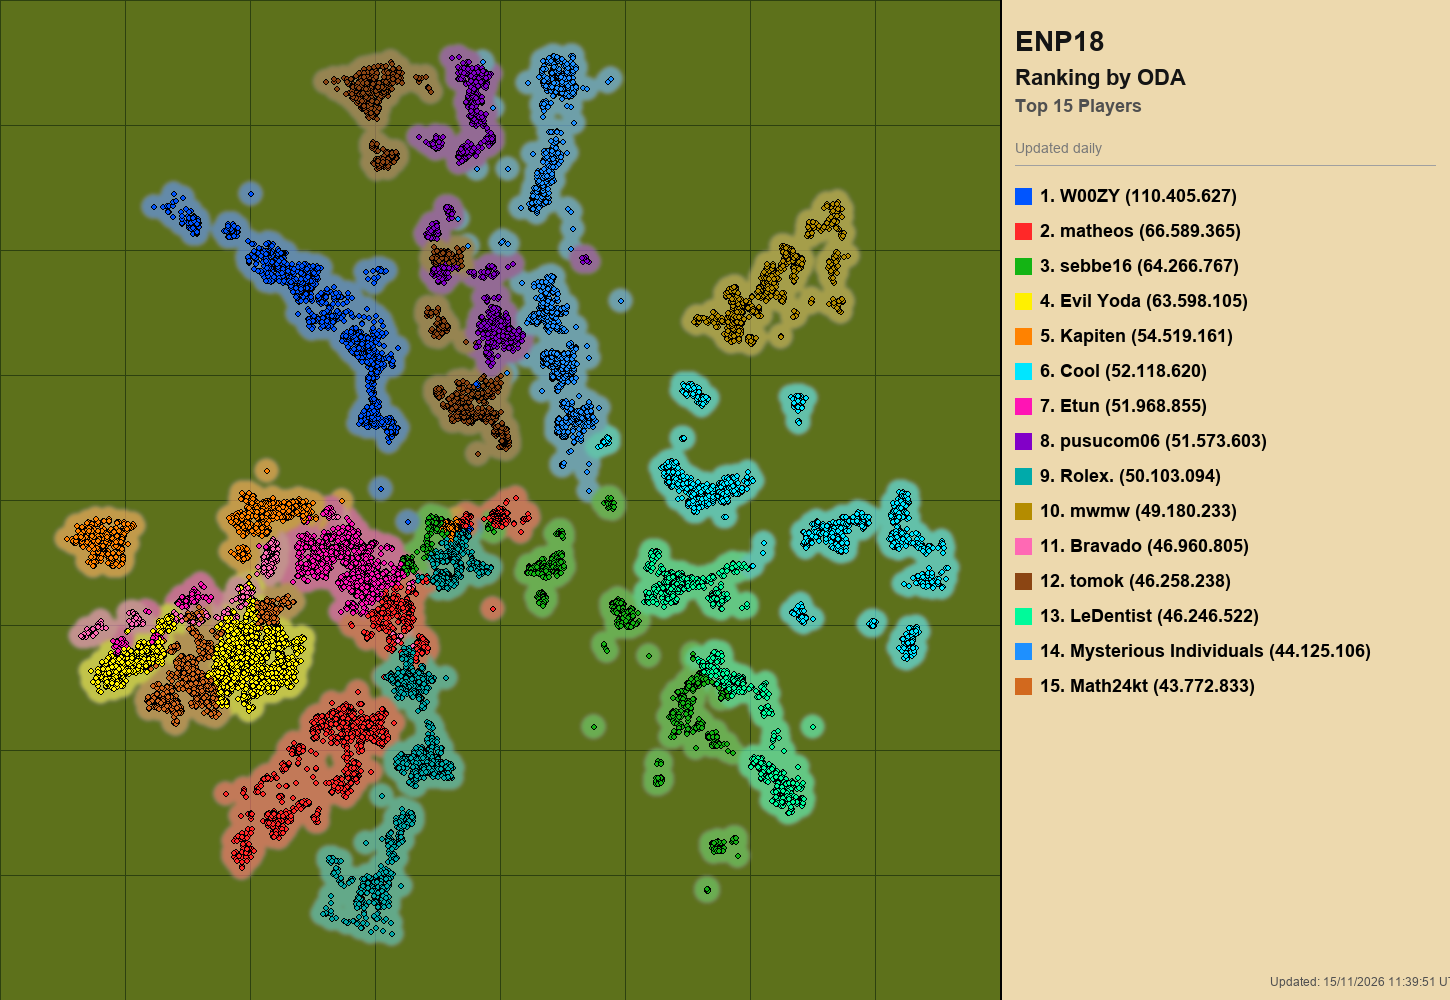 ENP18
Ranking by ODA
Top 15 Players
Updated daily
1. W00ZY (110.405.627)
2. matheos (66.589.365)
3. sebbe16 (64.266.767)
4. Evil Yoda (63.598.105)
5. Kapiten (54.519.161)
6. Cool (52.118.620)
7. Etun (51.968.855)
8. pusucom06 (51.573.603)
9. Rolex. (50.103.094)
10. mwmw (49.180.233)
11. Bravado (46.960.805)
12. tomok (46.258.238)
13. LeDentist (46.246.522)
14. Mysterious Individuals (44.125.106)
15. Math24kt (43.772.833)
Updated: 15/11/2026 11:39:51 U